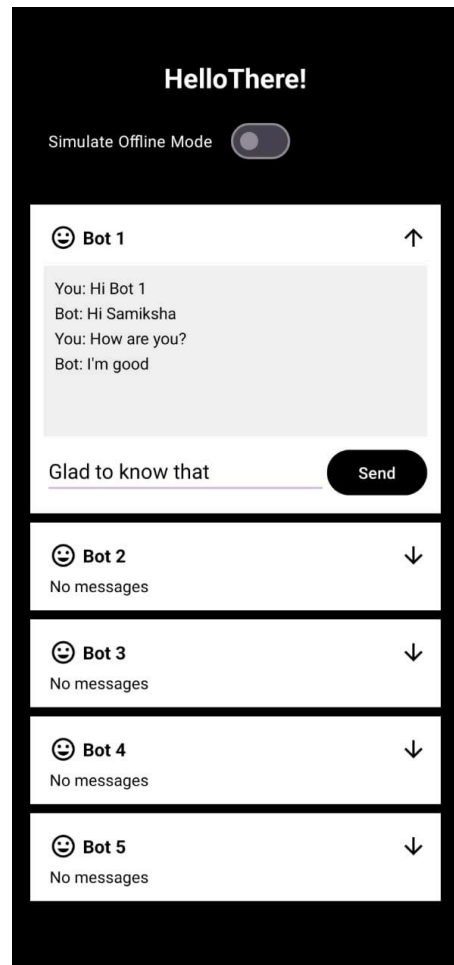 HelloThere!
Simulate Offline Mode
Bot 1
You: Hi Bot 1
Bot: Hi Samiksha
You: How are you?
Bot: I'm good
Glad to know that
Send
Bot 2
No messages
Bot 3
No messages
Bot 4
No messages
Bot 5
No messages